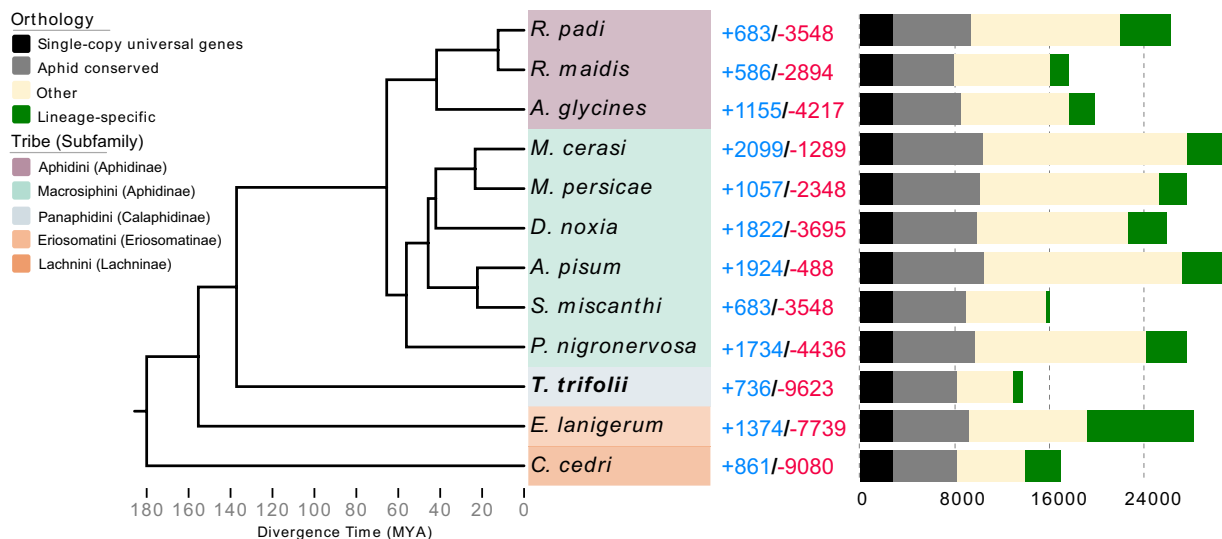 Orthology
Single-copy universal genes
Aphid conserved
Other
Lineage-specific
Tribe (Subfamily)
Aphidini (Aphidinae)
Macrosiphini (Aphidinae)
Panaphidini (Calaphidinae)
Eriosomatini (Eriosomatinae)
Lachnini (Lachninae)
R. padi +683/-3548
R. maidis +586/-2894
A. glycines +1155/-4217
M. cerasi +2099/-1289
M. persicae +1057/-2348
D. noxia +1822/-3695
A. pisum +1924/-488
S. miscanthi +683/-3548
P. nigronervosa +1734/-4436
T. trifolii +736/-9623
E. lanigerum +1374/-7739
C. cedri +861/-9080
180 160 140 120 100 80 60 40 20 0
Divergence Time (MYA)
0 80000 16000 24000